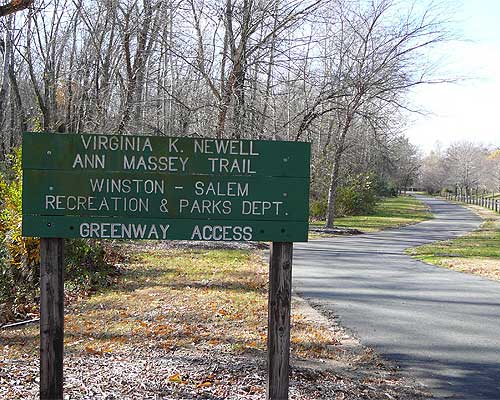 VIRGINIA K. NEWELL
ANN MASSEY TRAIL
WINSTON - SALEM
RECREATION & PARKS DEPT.
GREENWAY ACCESS